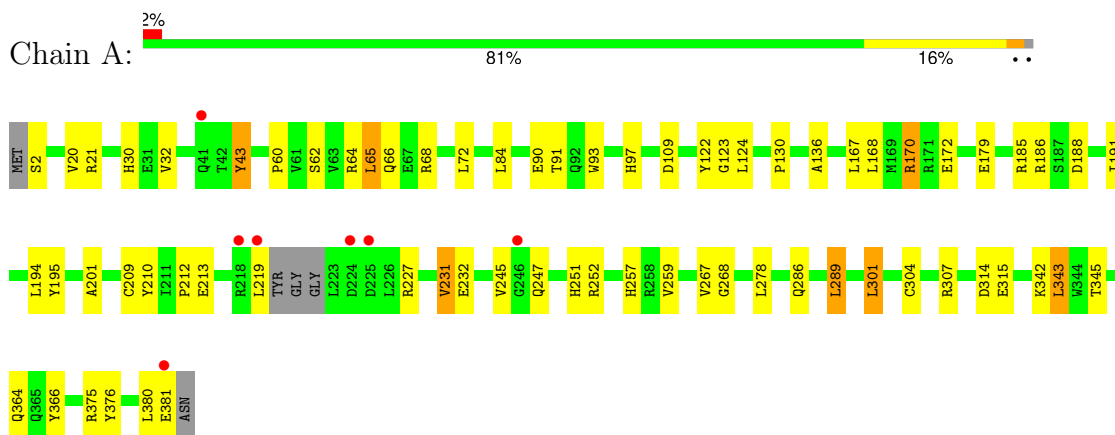 2%
Chain A:
81% 16% • •
MET S2 V20 R21 H30 E31 V32 Q41 T42 Y43 P60 V61 S62 V63 R64 L65 Q66 E67 R68 L72 L84 E90 T91 Q92 W93 H97 D109 Y122 G123 L124 P130 A136 L167 L168 M169 R170 R171 E172 E179 R185 R186 S187 D188 I191
L194 Y195 A201 C209 Y210 I211 P212 E213 R218 L219 TYR GLY GLY L223 D224 D225 L226 R227 V231 E232 V245 G246 Q247 H251 R252 H257 R258 V259 V267 G268 L278 Q286 L289 L301 C304 R307 D314 E315 K342 L343 W344 T345
Q364 Q365 Y366 R375 Y376 L380 E381 ASN